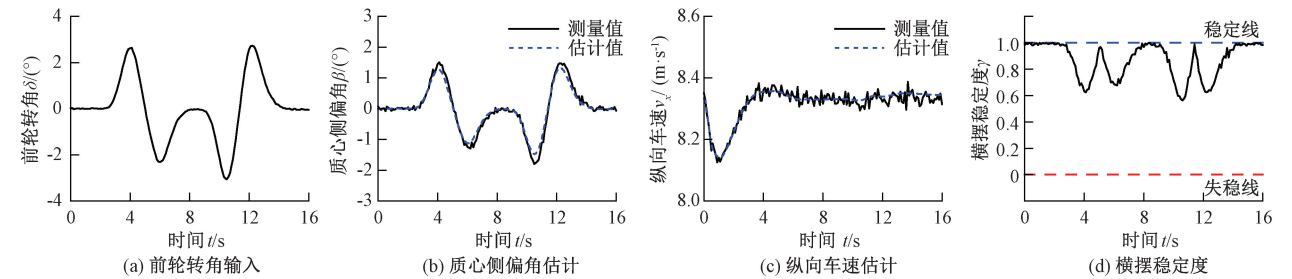 4
2
0
-2
-4
前轮转角δ/(°)
0 4 8 12 16
时间t/s
(a) 前轮转角输入
3
2
1
0
-1
-2
-3
质心侧偏角β/(°)
测量值
估计值
0 4 8 12 16
时间t/s
(b) 质心侧偏角估计
8.6
8.4
8.2
8.0
纵向车速vx/(m·s⁻¹)
测量值
估计值
0 4 8 12 16
时间t/s
(c) 纵向车速估计
1.0
0.8
0.6
0.4
0.2
0
横摆稳定度γ
稳定线
失稳线
0 4 8 12 16
时间t/s
(d) 横摆稳定度